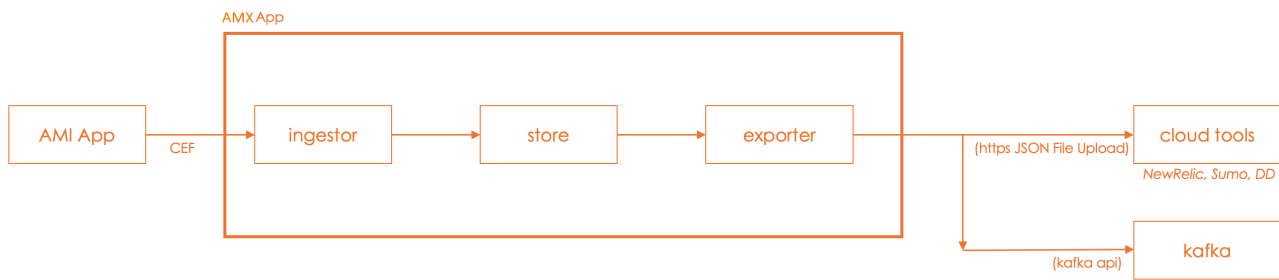 AMX App
AMI App
CEF
ingestor
store
exporter
(https JSON File Upload)
cloud tools
NewRelic, Sumo, DD
(kafka api)
kafka